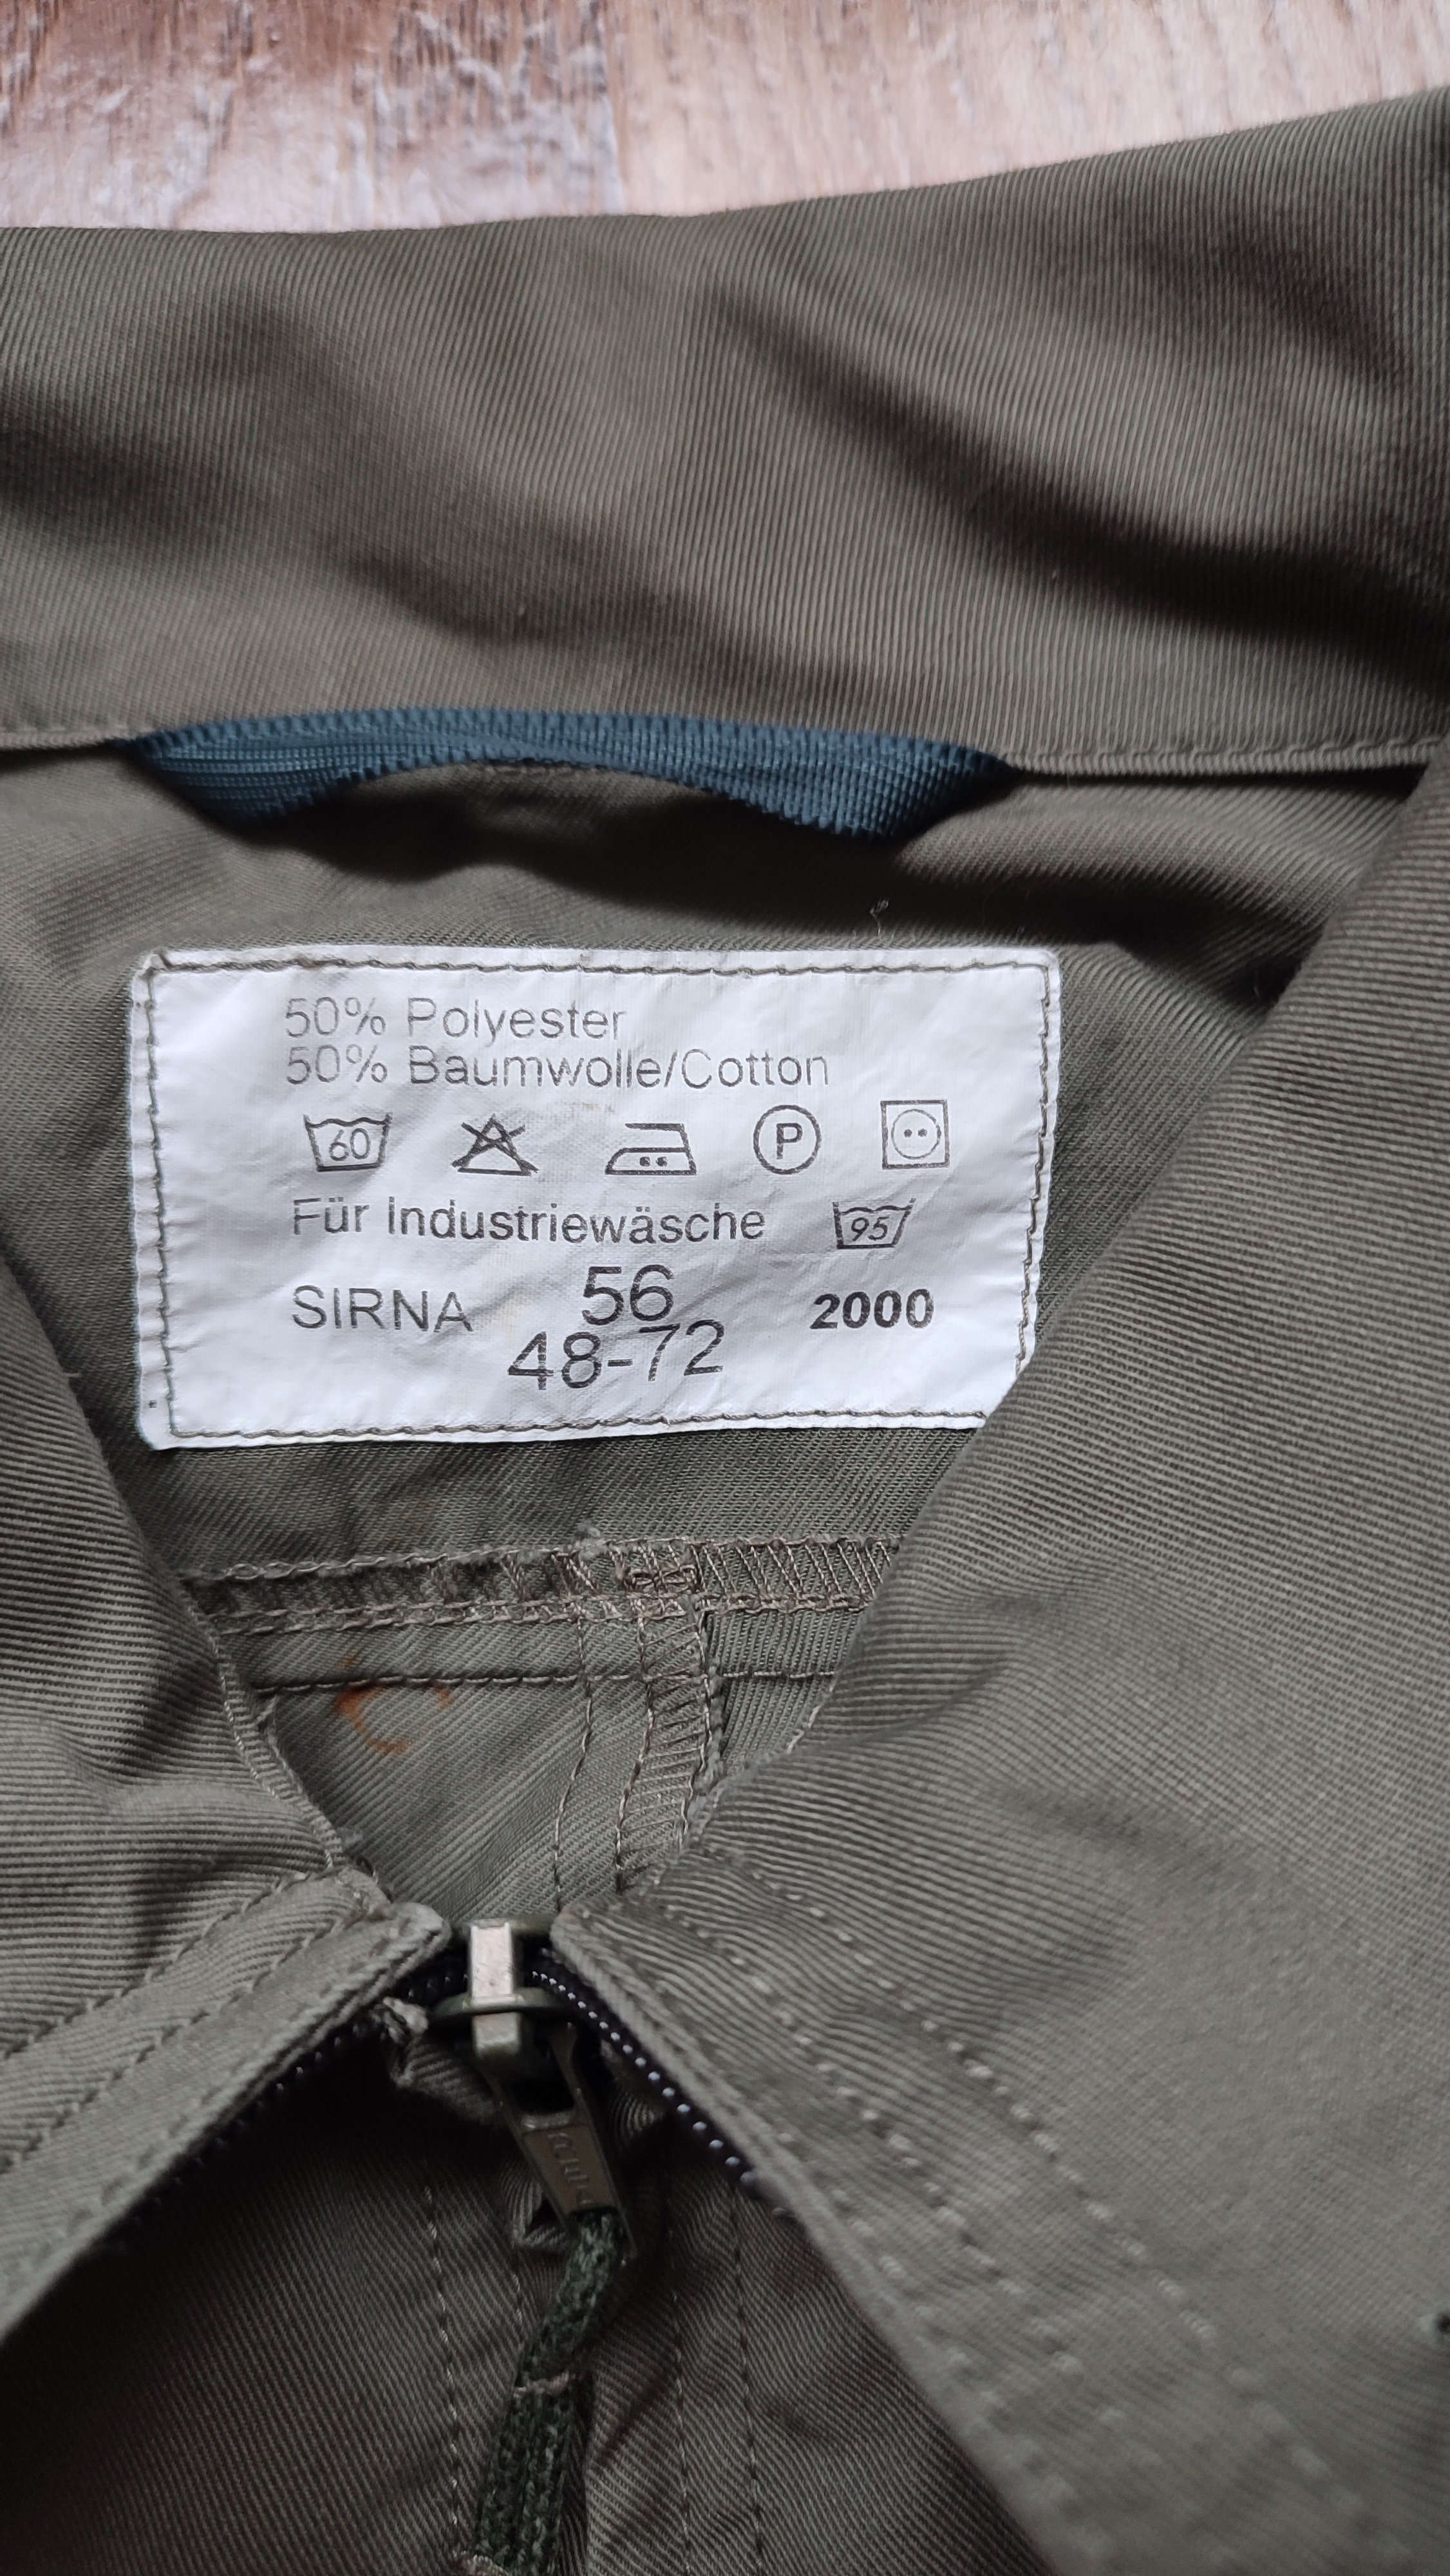 50% Polyester
50% Baumwolle/Cotton
60 P
Für Industriewäsche 95
SIRNA 56 2000
48-72